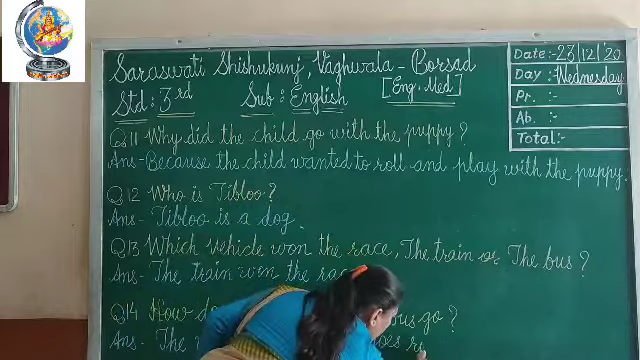 Saraswati Shishukunj, Vaghwala - Borsad
Std : 3rd Sub : English [Eng. Med]
Date :- 23/12/'20
Day :- Wednesday
Pr. :-
Ab. :-
Total:-
Q.11 Why did the child go with the puppy ?
Ans - Because the child wanted to roll and play with the puppy.
Q.12 Who is Tibloo ?
Ans - Tibloo is a dog.
Q.13 Which vehicle won the race, The train or The bus ?
Ans - The train won the race
Q.14 How bus go ?
Ans - The